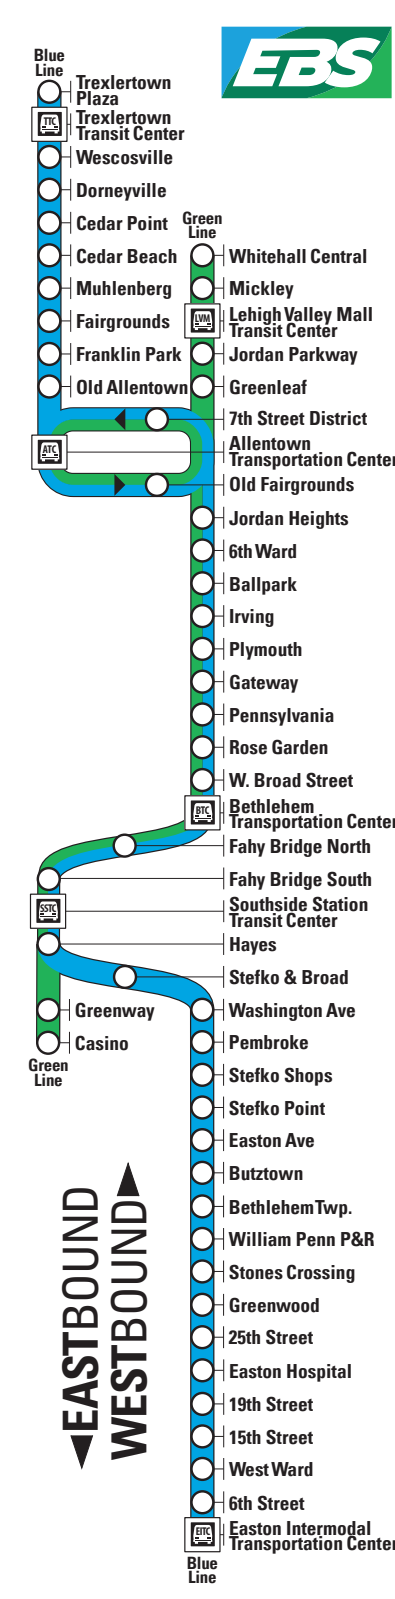 EBS
Blue
Line
Trexlertown
Plaza
TTC
Trexlertown
Transit Center
Wescosville
Dorneyville
Cedar Point
Cedar Beach
Muhlenberg
Fairgrounds
Franklin Park
Old Allentown
Green
Line
Whitehall Central
Mickley
LVM
Lehigh Valley Mall
Transit Center
Jordan Parkway
Greenleaf
7th Street District
ATC
Allentown
Transportation Center
Old Fairgrounds
Jordan Heights
6th Ward
Ballpark
Irving
Plymouth
Gateway
Pennsylvania
Rose Garden
W. Broad Street
BTC
Bethlehem
Transportation Center
Fahy Bridge North
Fahy Bridge South
SSTC
Southside Station
Transit Center
Hayes
Stefko & Broad
Greenway
Casino
Green
Line
Washington Ave
Pembroke
Stefko Shops
Stefko Point
Easton Ave
Butztown
Bethlehem Twp.
William Penn P&R
Stones Crossing
Greenwood
25th Street
Easton Hospital
19th Street
15th Street
West Ward
6th Street
EITC
Easton Intermodal
Transportation Center
Blue
Line
EASTBOUND
WESTBOUND